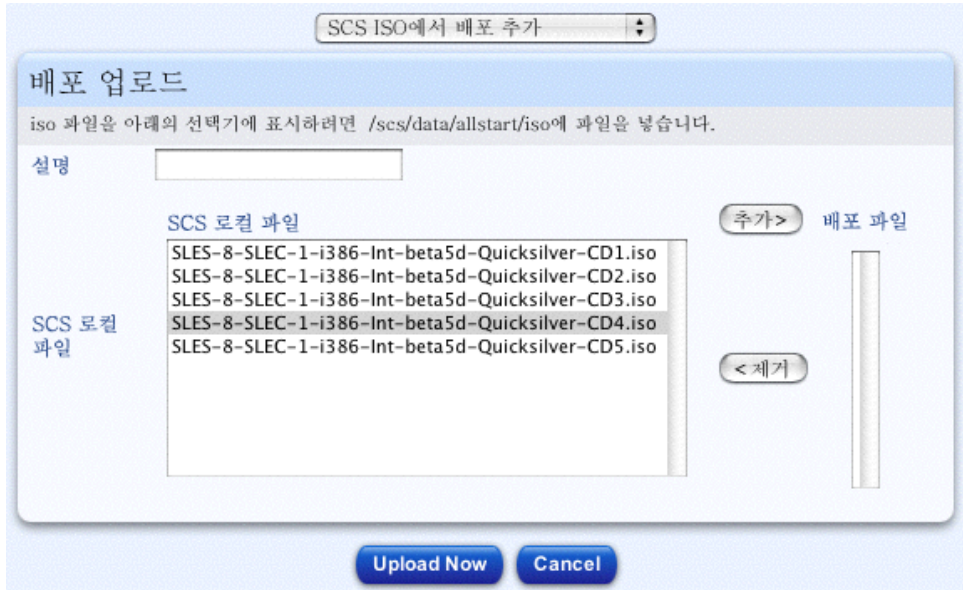 SCS ISO에서 배포 추가
배포 업로드
iso 파일을 아래의 선택기에 표시하려면 /scs/data/allstart/iso에 파일을 넣습니다.
설명
SCS 로컬 파일
추가>
배포 파일
SLES-8-SLEC-1-i386-Int-beta5d-Quicksilver-CD1.iso
SLES-8-SLEC-1-i386-Int-beta5d-Quicksilver-CD2.iso
SLES-8-SLEC-1-i386-Int-beta5d-Quicksilver-CD3.iso
SLES-8-SLEC-1-i386-Int-beta5d-Quicksilver-CD4.iso
SLES-8-SLEC-1-i386-Int-beta5d-Quicksilver-CD5.iso
SCS 로컬
파일
<제거
Upload Now
Cancel